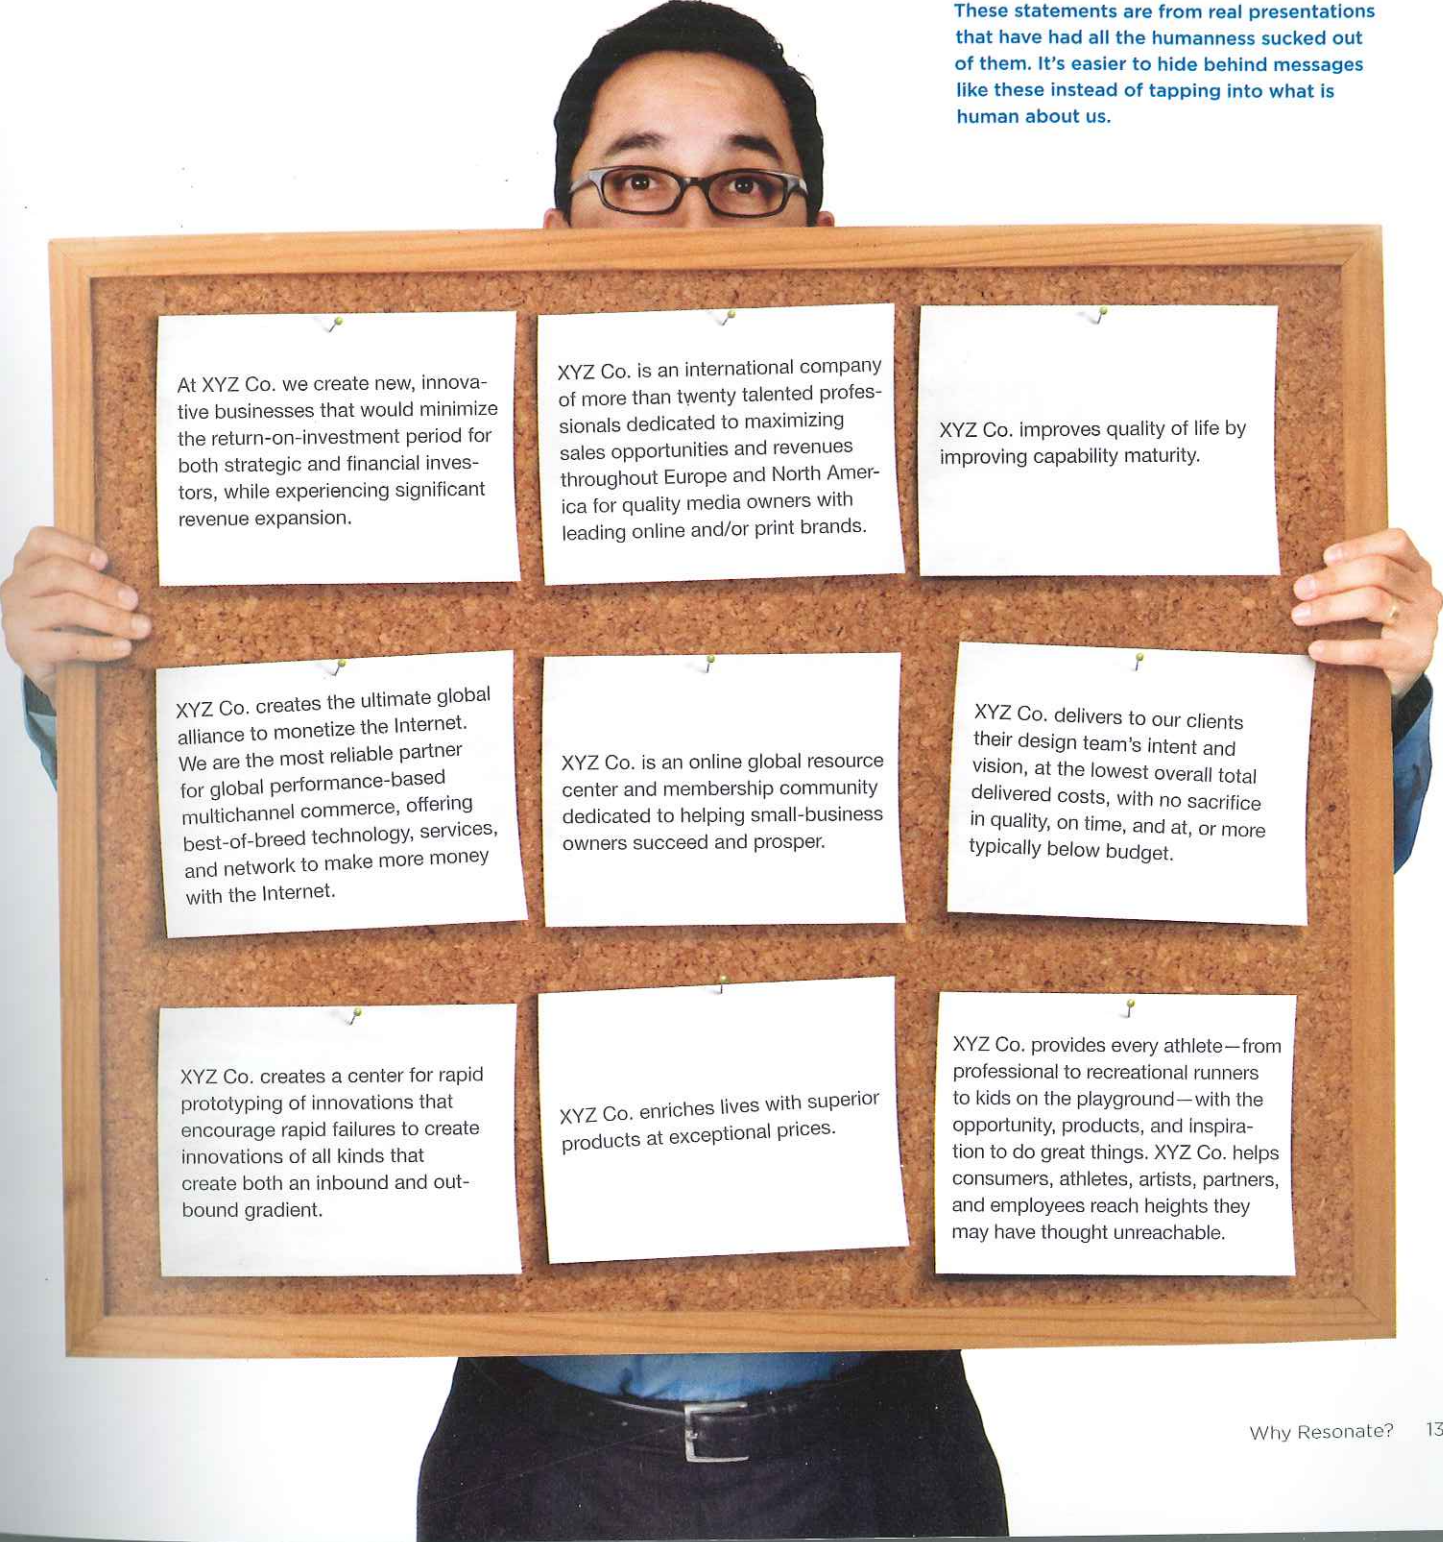 These statements are from real presentations
that have had all the humanness sucked out
of them. It's easier to hide behind messages
like these instead of tapping into what is
human about us.
At XYZ Co. we create new, innova-
tive businesses that would minimize
the return-on-investment period for
both strategic and financial inves-
tors, while experiencing significant
revenue expansion.
XYZ Co. is an international company
of more than twenty talented profes-
sionals dedicated to maximizing
sales opportunities and revenues
throughout Europe and North Amer-
ica for quality media owners with
leading online and/or print brands.
XYZ Co. improves quality of life by
improving capability maturity.
XYZ Co. creates the ultimate global
alliance to monetize the Internet.
We are the most reliable partner
for global performance-based
multichannel commerce, offering
best-of-breed technology, services,
and network to make more money
with the Internet.
XYZ Co. is an online global resource
center and membership community
dedicated to helping small-business
owners succeed and prosper.
XYZ Co. delivers to our clients
their design team's intent and
vision, at the lowest overall total
delivered costs, with no sacrifice
in quality, on time, and at, or more
typically below budget.
XYZ Co. creates a center for rapid
prototyping of innovations that
encourage rapid failures to create
innovations of all kinds that
create both an inbound and out-
bound gradient.
XYZ Co. enriches lives with superior
products at exceptional prices.
XYZ Co. provides every athlete—from
professional to recreational runners
to kids on the playground—with the
opportunity, products, and inspira-
tion to do great things. XYZ Co. helps
consumers, athletes, artists, partners,
and employees reach heights they
may have thought unreachable.
Why Resonate? 13